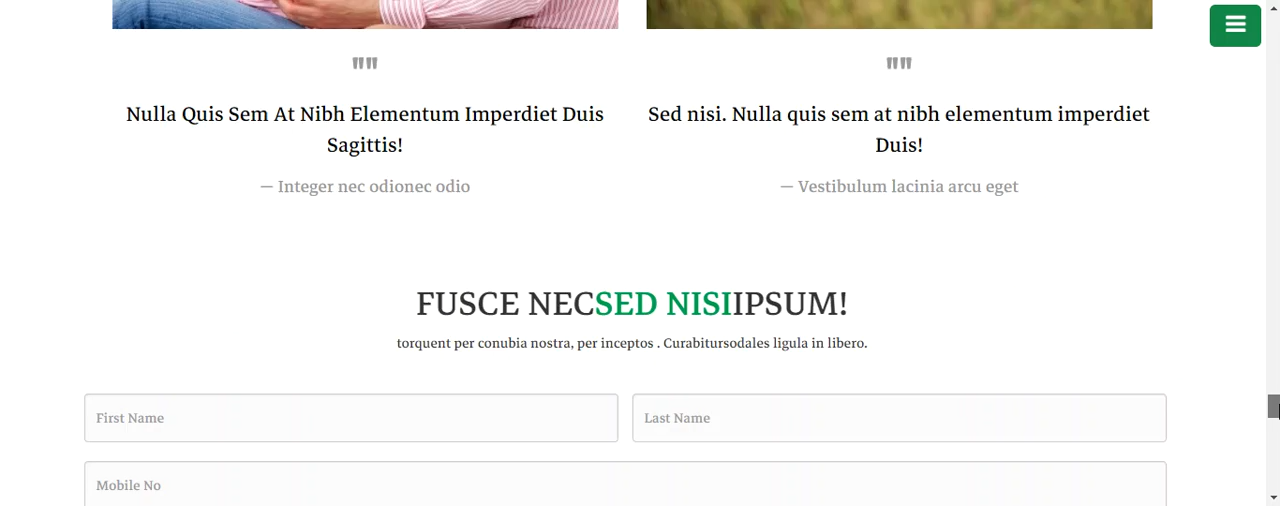 "" ""
Nulla Quis Sem At Nibh Elementum Imperdiet Duis
Sagittis!
— Integer nec odionec odio
Sed nisi. Nulla quis sem at nibh elementum imperdiet
Duis!
— Vestibulum lacinia arcu eget
FUSCE NECSED NISIIPSUM!
torquent per conubia nostra, per inceptos . Curabitursodales ligula in libero.
First Name
Last Name
Mobile No